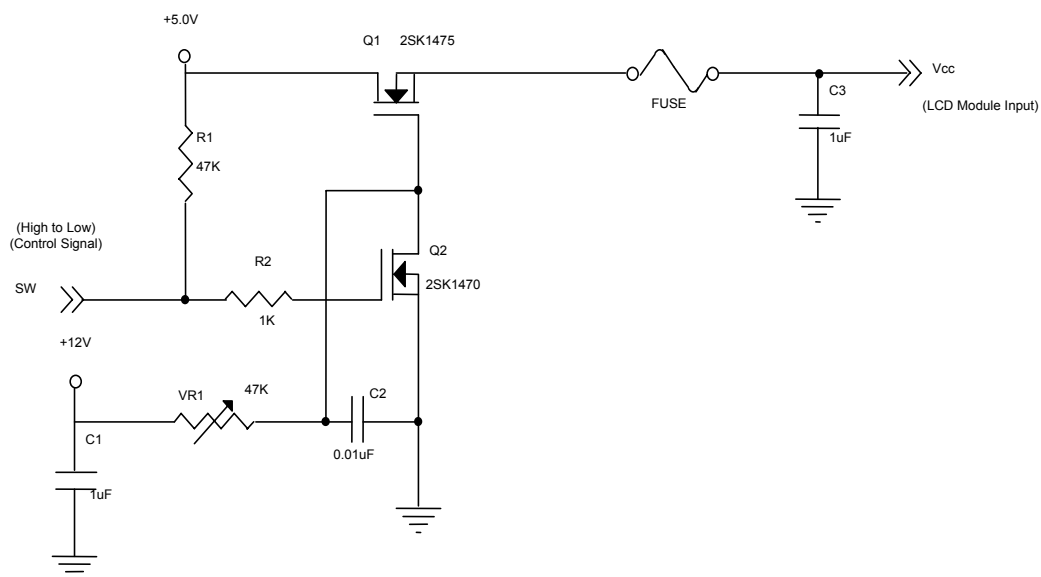 +5.0V
Q1 2SK1475
Vcc
(LCD Module Input)
FUSE
C3
1uF
R1
47K
(High to Low)
(Control Signal)
SW
R2
1K
Q2
2SK1470
+12V
VR1
47K
C2
0.01uF
C1
1uF